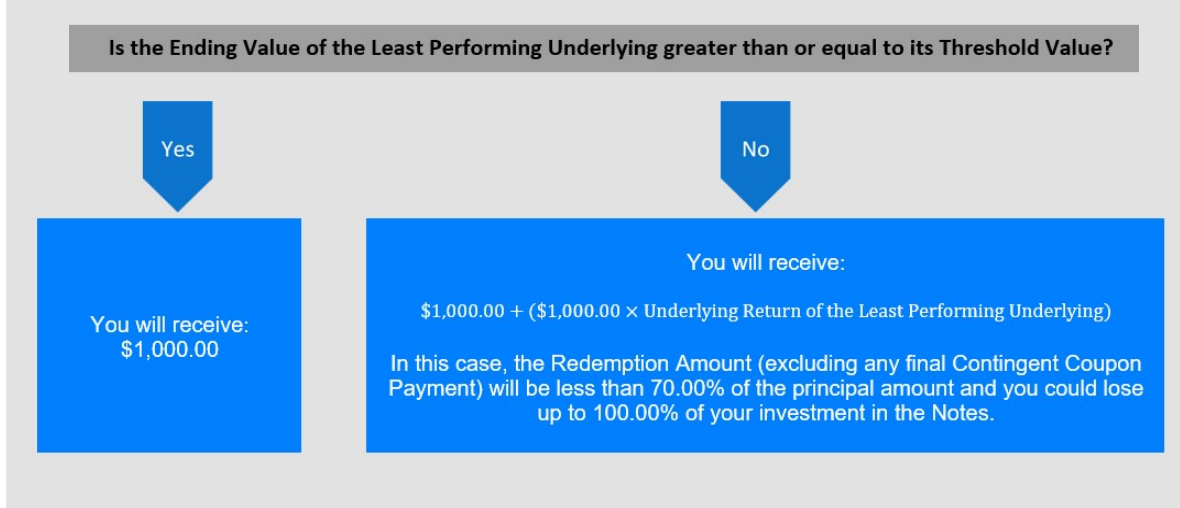 Is the Ending Value of the Least Performing Underlying greater than or equal to its Threshold Value?
Yes
No
You will receive:
$1,000.00
You will receive:
$1,000.00 + ($1,000.00 × Underlying Return of the Least Performing Underlying)
In this case, the Redemption Amount (excluding any final Contingent Coupon
Payment) will be less than 70.00% of the principal amount and you could lose
up to 100.00% of your investment in the Notes.